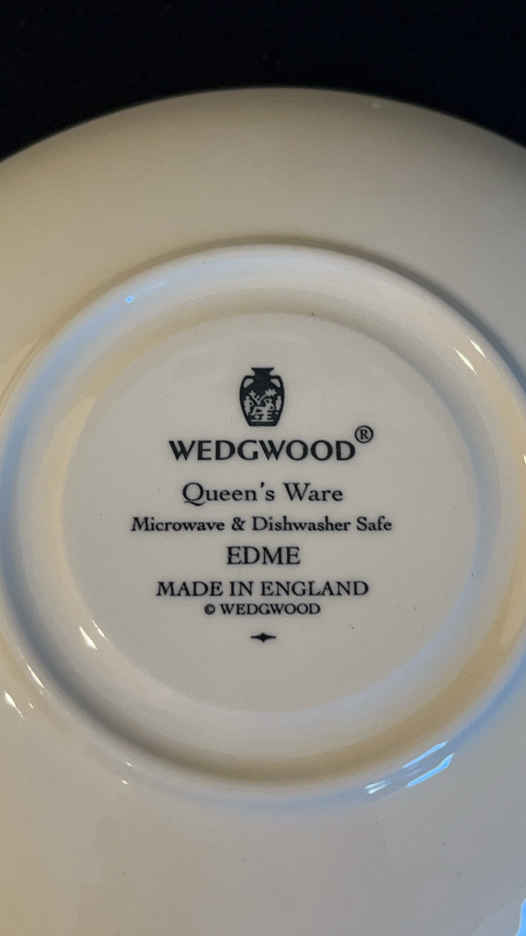 WEDGWOOD®
Queen's Ware
Microwave & Dishwasher Safe
EDME
MADE IN ENGLAND
© WEDGWOOD